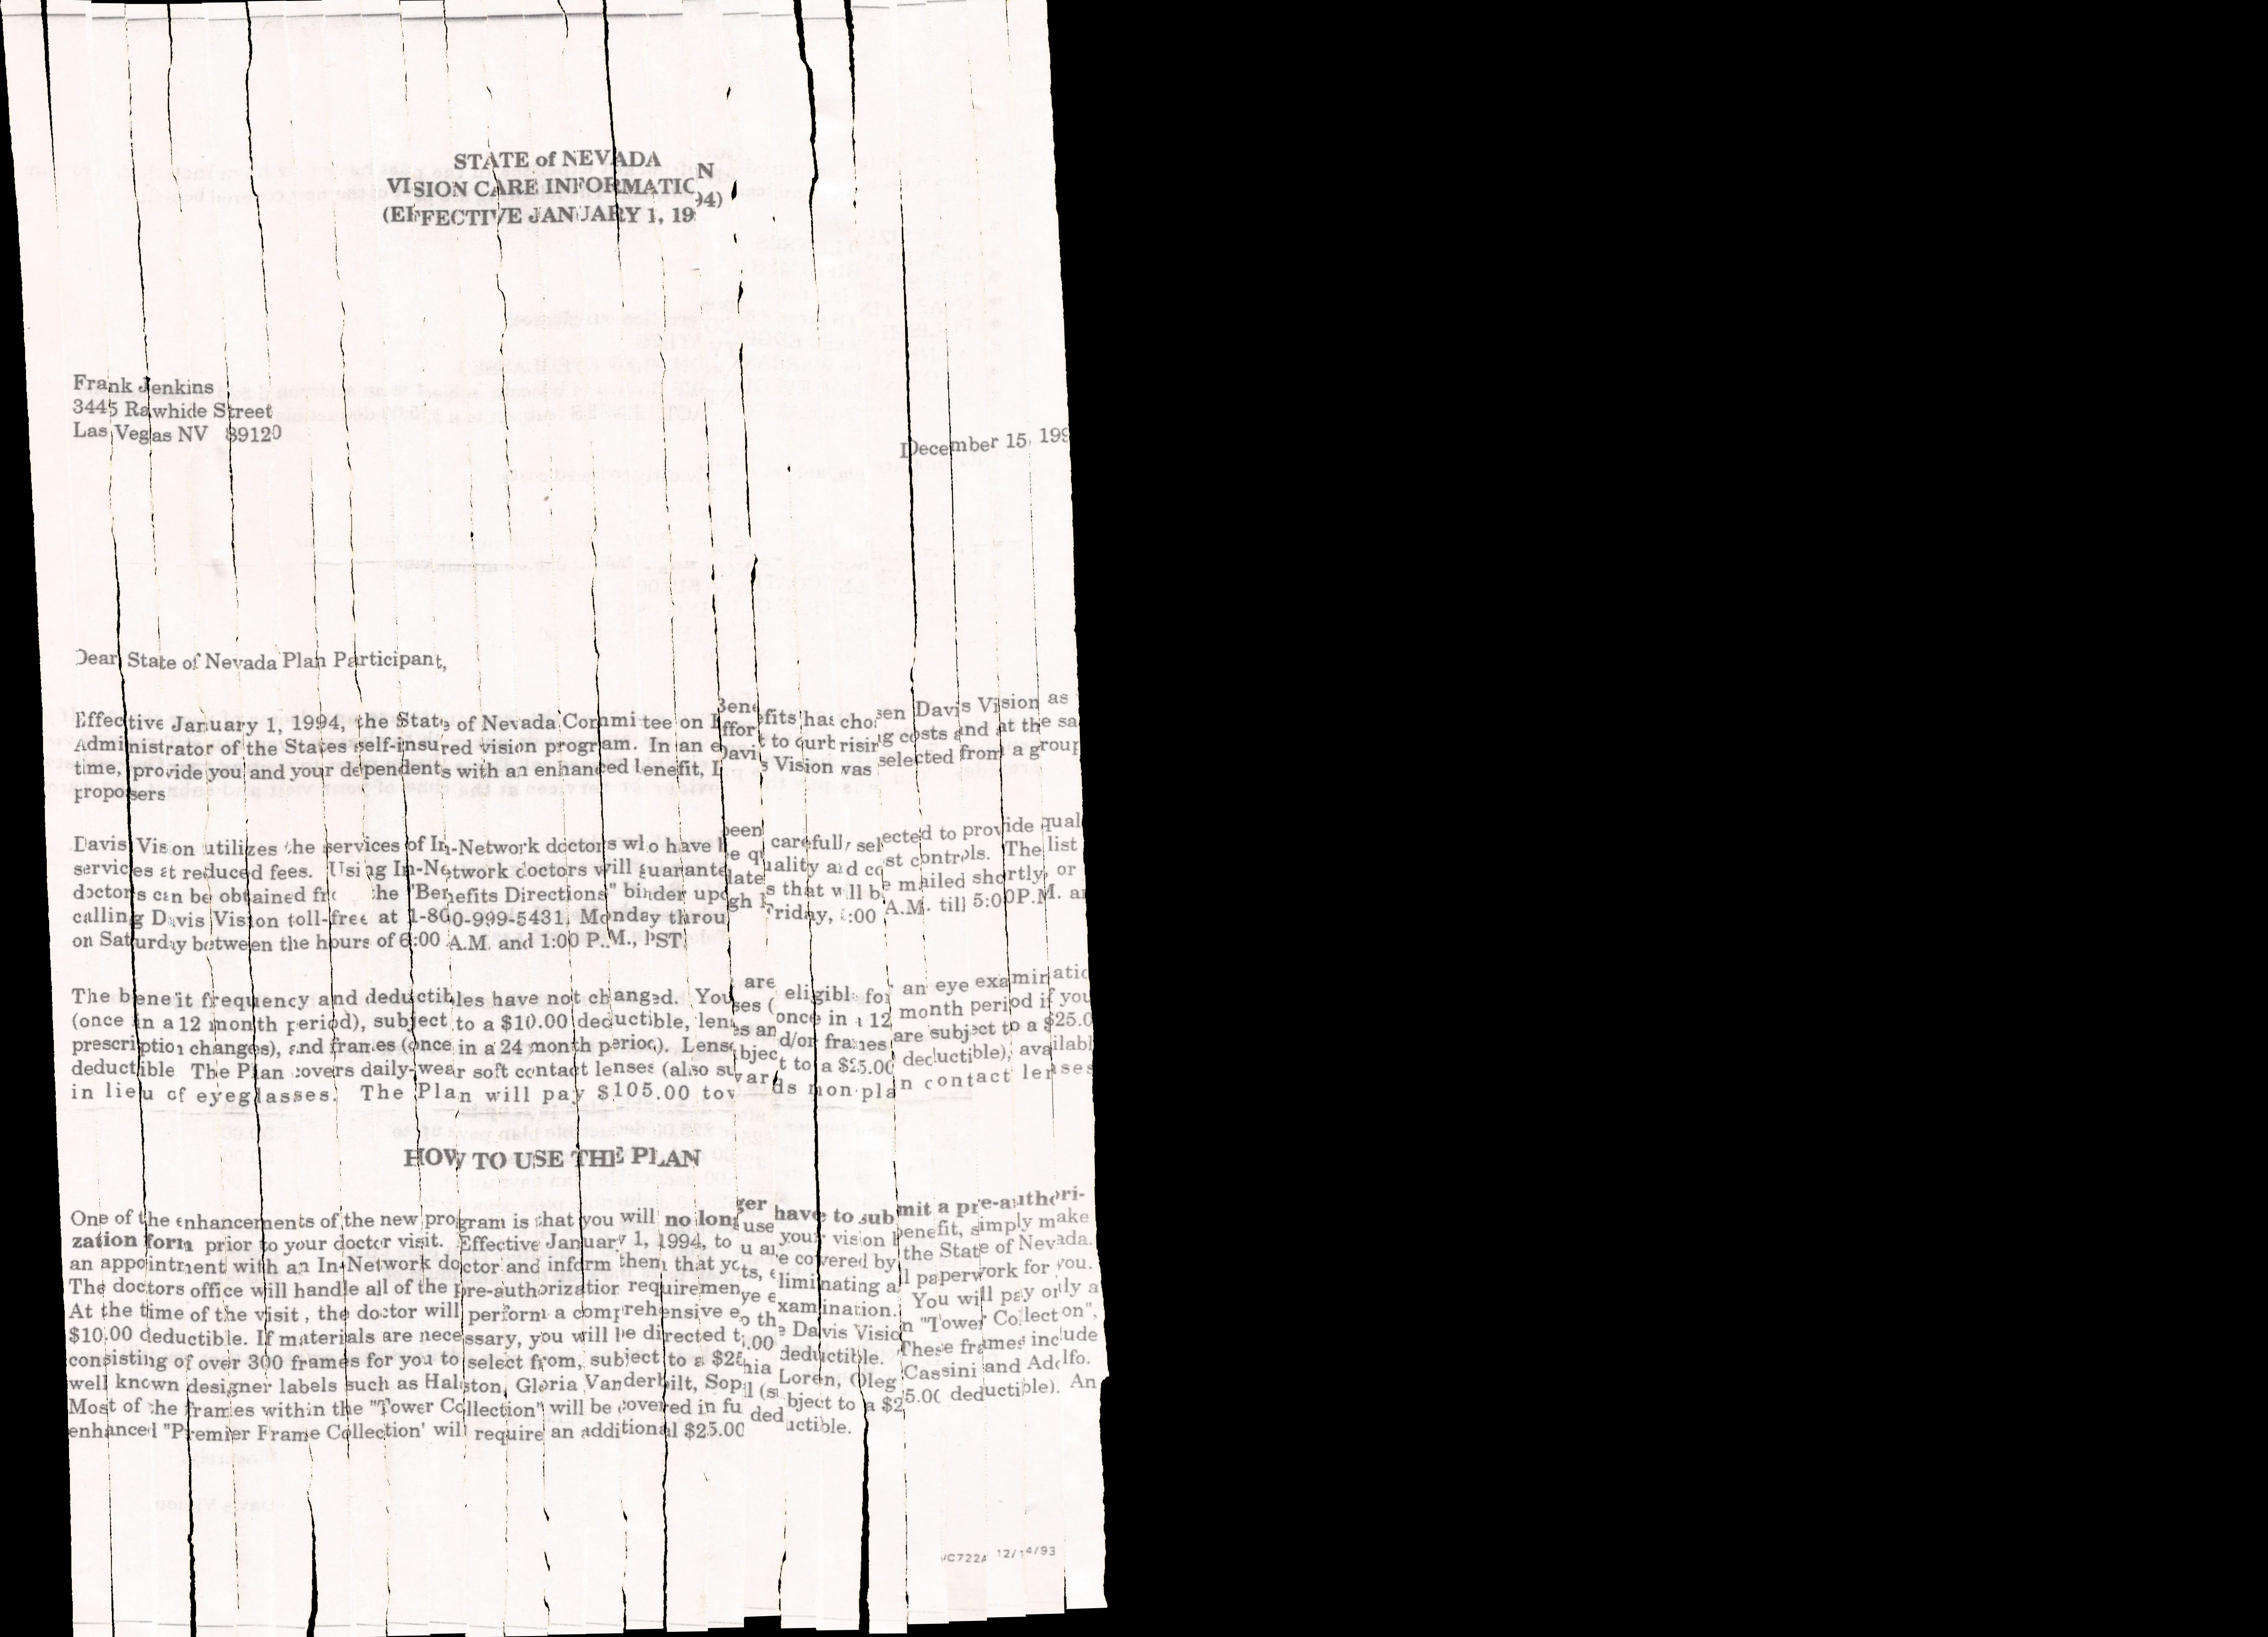 STATE of NEVADA
VISION CARE INFORMATION
(EFFECTIVE JANUARY 1, 1994)
Frank Jenkins
3445 Rawhide Street
Las Vegas NV 89120
December 15, 199
Dear State of Nevada Plan Participant,
Effective January 1, 1994, the State of Nevada Committee on Benefits has chosen Davis Vision as
Administrator of the States self-insured vision program. In an effort to curb rising costs and at the sa
time, provide you and your dependents with an enhanced benefit, Davis Vision was selected from a group
proposers
Davis Vision utilizes the services of In-Network doctors who have been carefully selected to provide qual
services at reduced fees. Using In-Network doctors will guarantee quality and cost controls. The list
doctors can be obtained the "Benefits Directions" binder updates that will be mailed shortly, or
calling Davis Vision toll-free at 1-800-999-5431, Monday through Friday, :00 A.M. till 5:00P.M. an
on Saturday between the hours of 6:00 A.M. and 1:00 P.M., PST.
The benefit frequency and deductibles have not changed. You are eligible for an eye examinatio
(once in a 12 month period), subject to a $10.00 deductible, lenses (once in a 12 month period if you
prescription changes), and frames (once in a 24 month period). Lenses and/or frames are subject to a $25.0
deductible The Plan covers daily-wear soft contact lenses (also subject to a $25.00 deductible), availabl
in lieu of eyeglasses. The Plan will pay $105.00 towards non-plan contact lenses
HOW TO USE THE PLAN
One of the enhancements of the new program is that you will no longer have to submit a pre-authori-
zation form prior to your doctor visit. Effective January 1, 1994, to use your vision benefit, simply make
an appointment with an In-Network doctor and inform them that you are covered by the State of Nevada.
The doctors office will handle all of the pre-authorization requirements, eliminating all paperwork for you.
At the time of the visit, the doctor will perform a comprehensive eye examination. You will pay only a
$10.00 deductible. If materials are necessary, you will be directed to the Davis Vision "Tower Collection",
consisting of over 300 frames for you to select from, subject to a $25.00 deductible. These frames include
well known designer labels such as Halston, Gloria Vanderbilt, Sophia Loren, Oleg Cassini and Adolfo.
Most of the frames within the "Tower Collection" will be covered in full (subject to a $25.00 deductible). An
enhanced "Premier Frame Collection" will require an additional $25.00 deductible.
VC722A 12/14/93